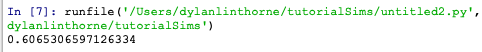 In [7]: runfile('/Users/dylanlinthorne/tutorialSims/untitled2.py',
dylanlinthorne/tutorialSims')
0.6065306597126334